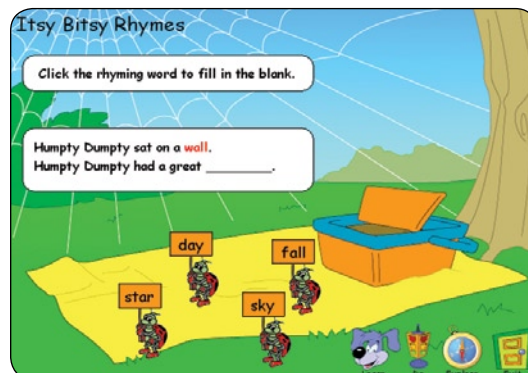 Itsy Bitsy Rhymes
Click the rhyming word to fill in the blank.
Humpty Dumpty sat on a wall.
Humpty Dumpty had a great __________.
day
fall
star
sky